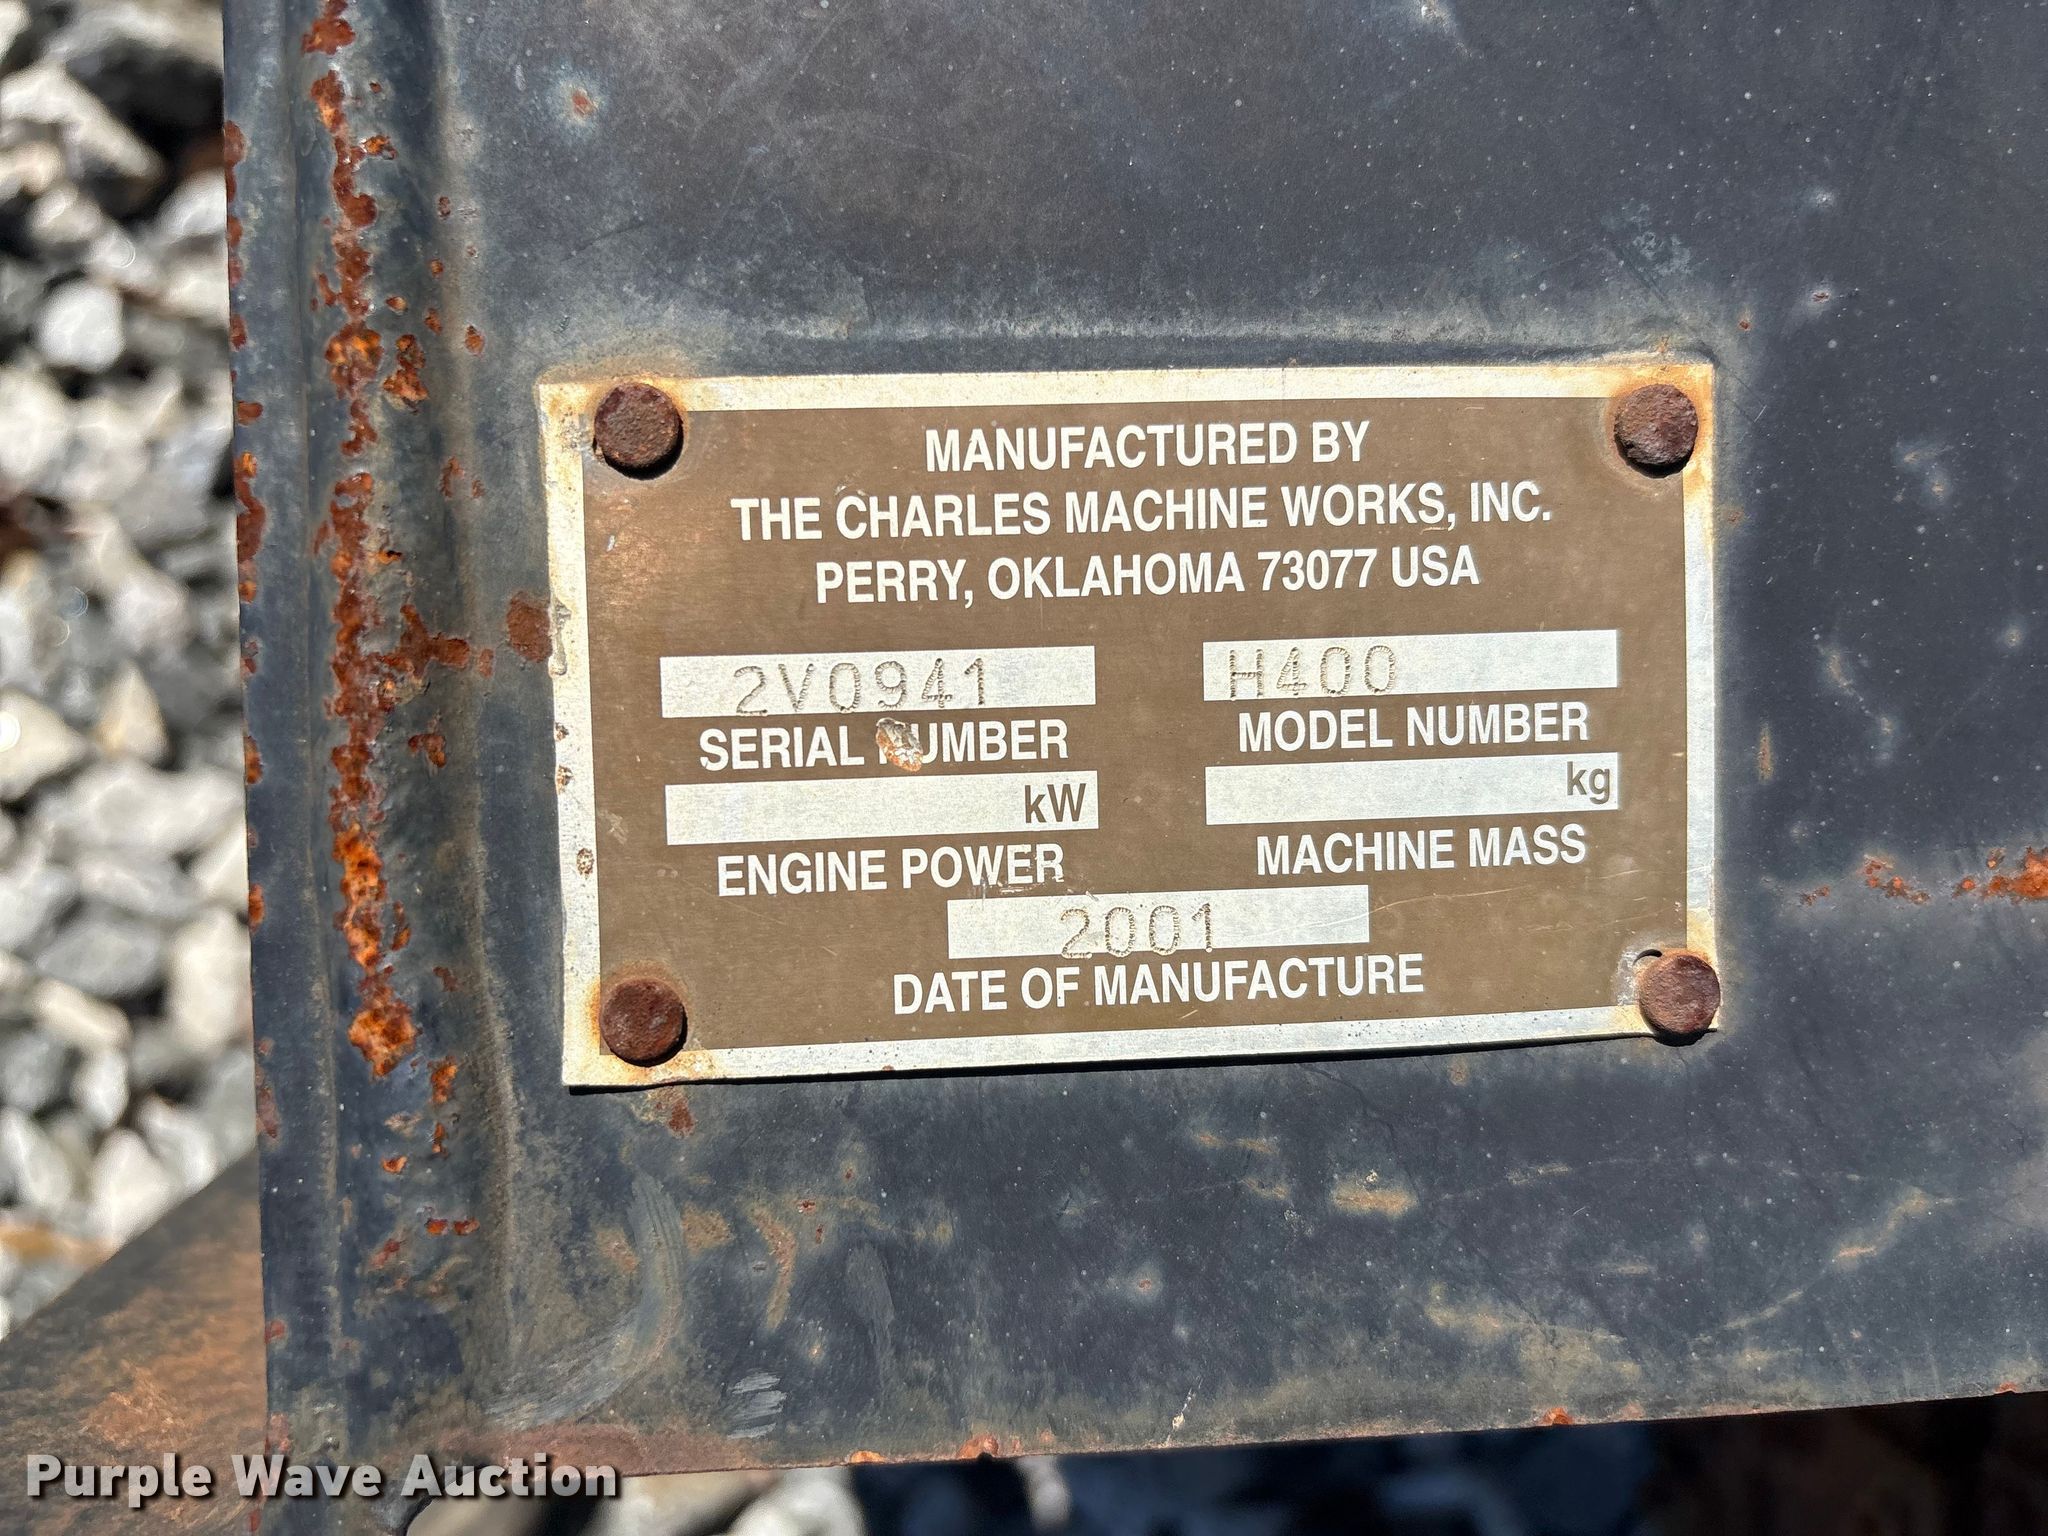 MANUFACTURED BY
THE CHARLES MACHINE WORKS, INC.
PERRY, OKLAHOMA 73077 USA
2V0941 H400
SERIAL NUMBER MODEL NUMBER
kW kg
ENGINE POWER MACHINE MASS
2001
DATE OF MANUFACTURE
Purple Wave Auction